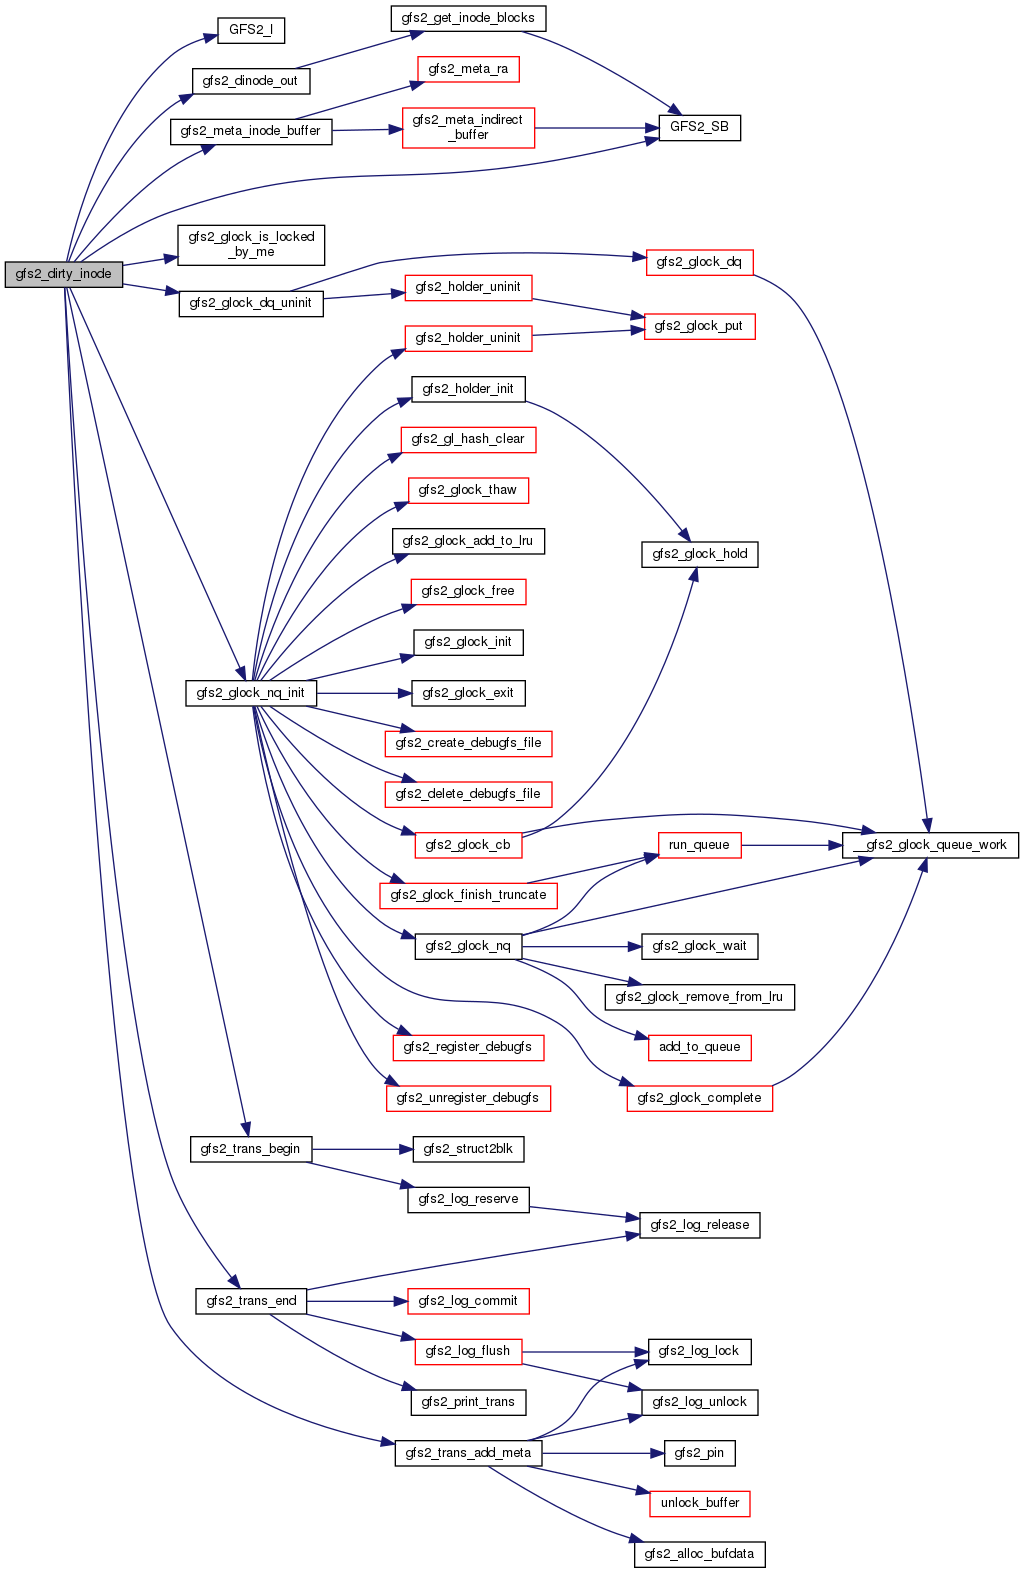 gfs2_get_inode_blocks
GFS2_I
gfs2_meta_ra
gfs2_dinode_out
gfs2_meta_indirect
_buffer
gfs2_meta_inode_buffer
GFS2_SB
gfs2_glock_is_locked
_by_me
gfs2_glock_dq
gfs2_dirty_inode
gfs2_holder_uninit
gfs2_glock_dq_uninit
gfs2_glock_put
gfs2_holder_uninit
gfs2_holder_init
gfs2_gl_hash_clear
gfs2_glock_thaw
gfs2_glock_add_to_lru
gfs2_glock_hold
gfs2_glock_free
gfs2_glock_init
gfs2_glock_nq_init
gfs2_glock_exit
gfs2_create_debugfs_file
gfs2_delete_debugfs_file
gfs2_glock_cb
run_queue
__gfs2_glock_queue_work
gfs2_glock_finish_truncate
gfs2_glock_nq
gfs2_glock_wait
gfs2_glock_remove_from_lru
gfs2_register_debugfs
add_to_queue
gfs2_unregister_debugfs
gfs2_glock_complete
gfs2_trans_begin
gfs2_struct2blk
gfs2_log_reserve
gfs2_log_release
gfs2_trans_end
gfs2_log_commit
gfs2_log_flush
gfs2_log_lock
gfs2_print_trans
gfs2_log_unlock
gfs2_trans_add_meta
gfs2_pin
unlock_buffer
gfs2_alloc_bufdata